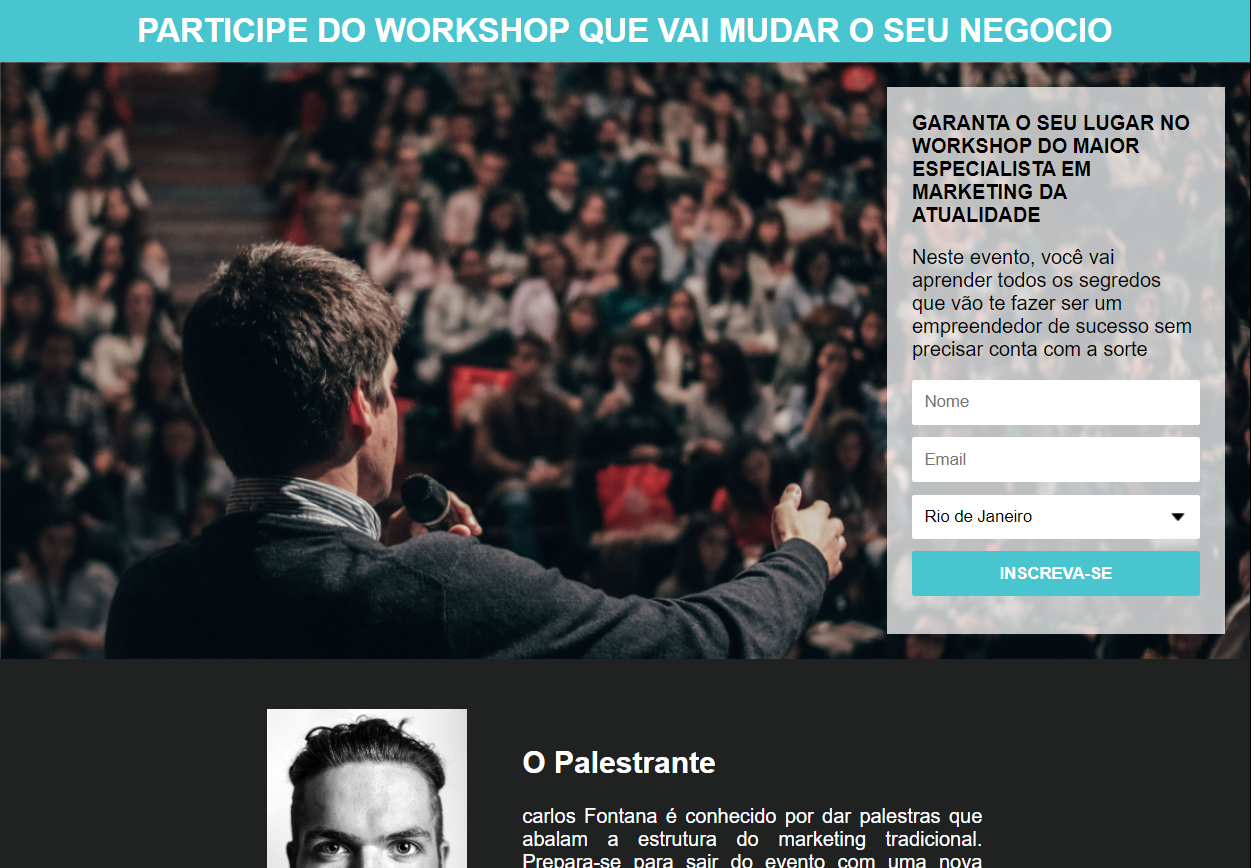 PARTICIPE DO WORKSHOP QUE VAI MUDAR O SEU NEGOCIO
GARANTA O SEU LUGAR NO
WORKSHOP DO MAIOR
ESPECIALISTA EM
MARKETING DA
ATUALIDADE
Neste evento, você vai
aprender todos os segredos
que vão te fazer ser um
empreendedor de sucesso sem
precisar conta com a sorte
Nome
Email
Rio de Janeiro
INSCREVA-SE
O Palestrante
carlos Fontana é conhecido por dar palestras que
abalam a estrutura do marketing tradicional.
Prepara-se para sair do evento com uma nova